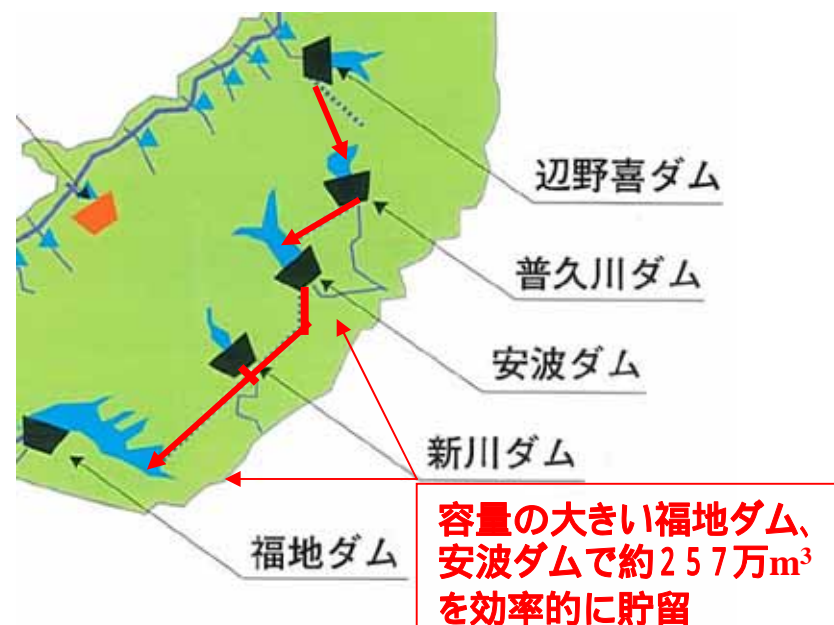 辺野喜ダム
普久川ダム
安波ダム
新川ダム
福地ダム
容量の大きい福地ダム、
安波ダムで約257万m³
を効率的に貯留